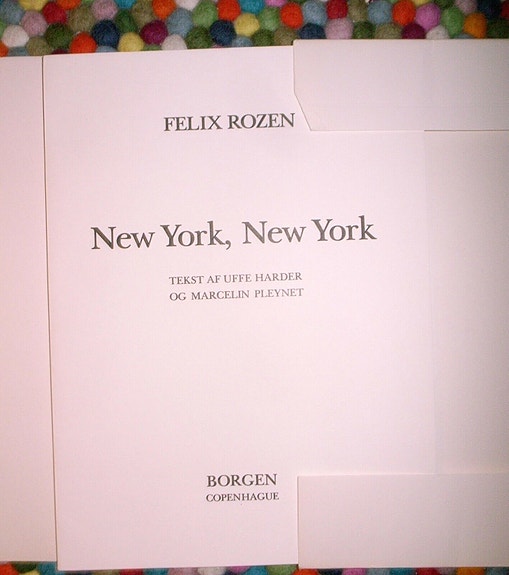 FELIX ROZEN
New York, New York
TEKST AF UFFE HARDER
OG MARCELIN PLEYNET
BORGEN
COPENHAGUE